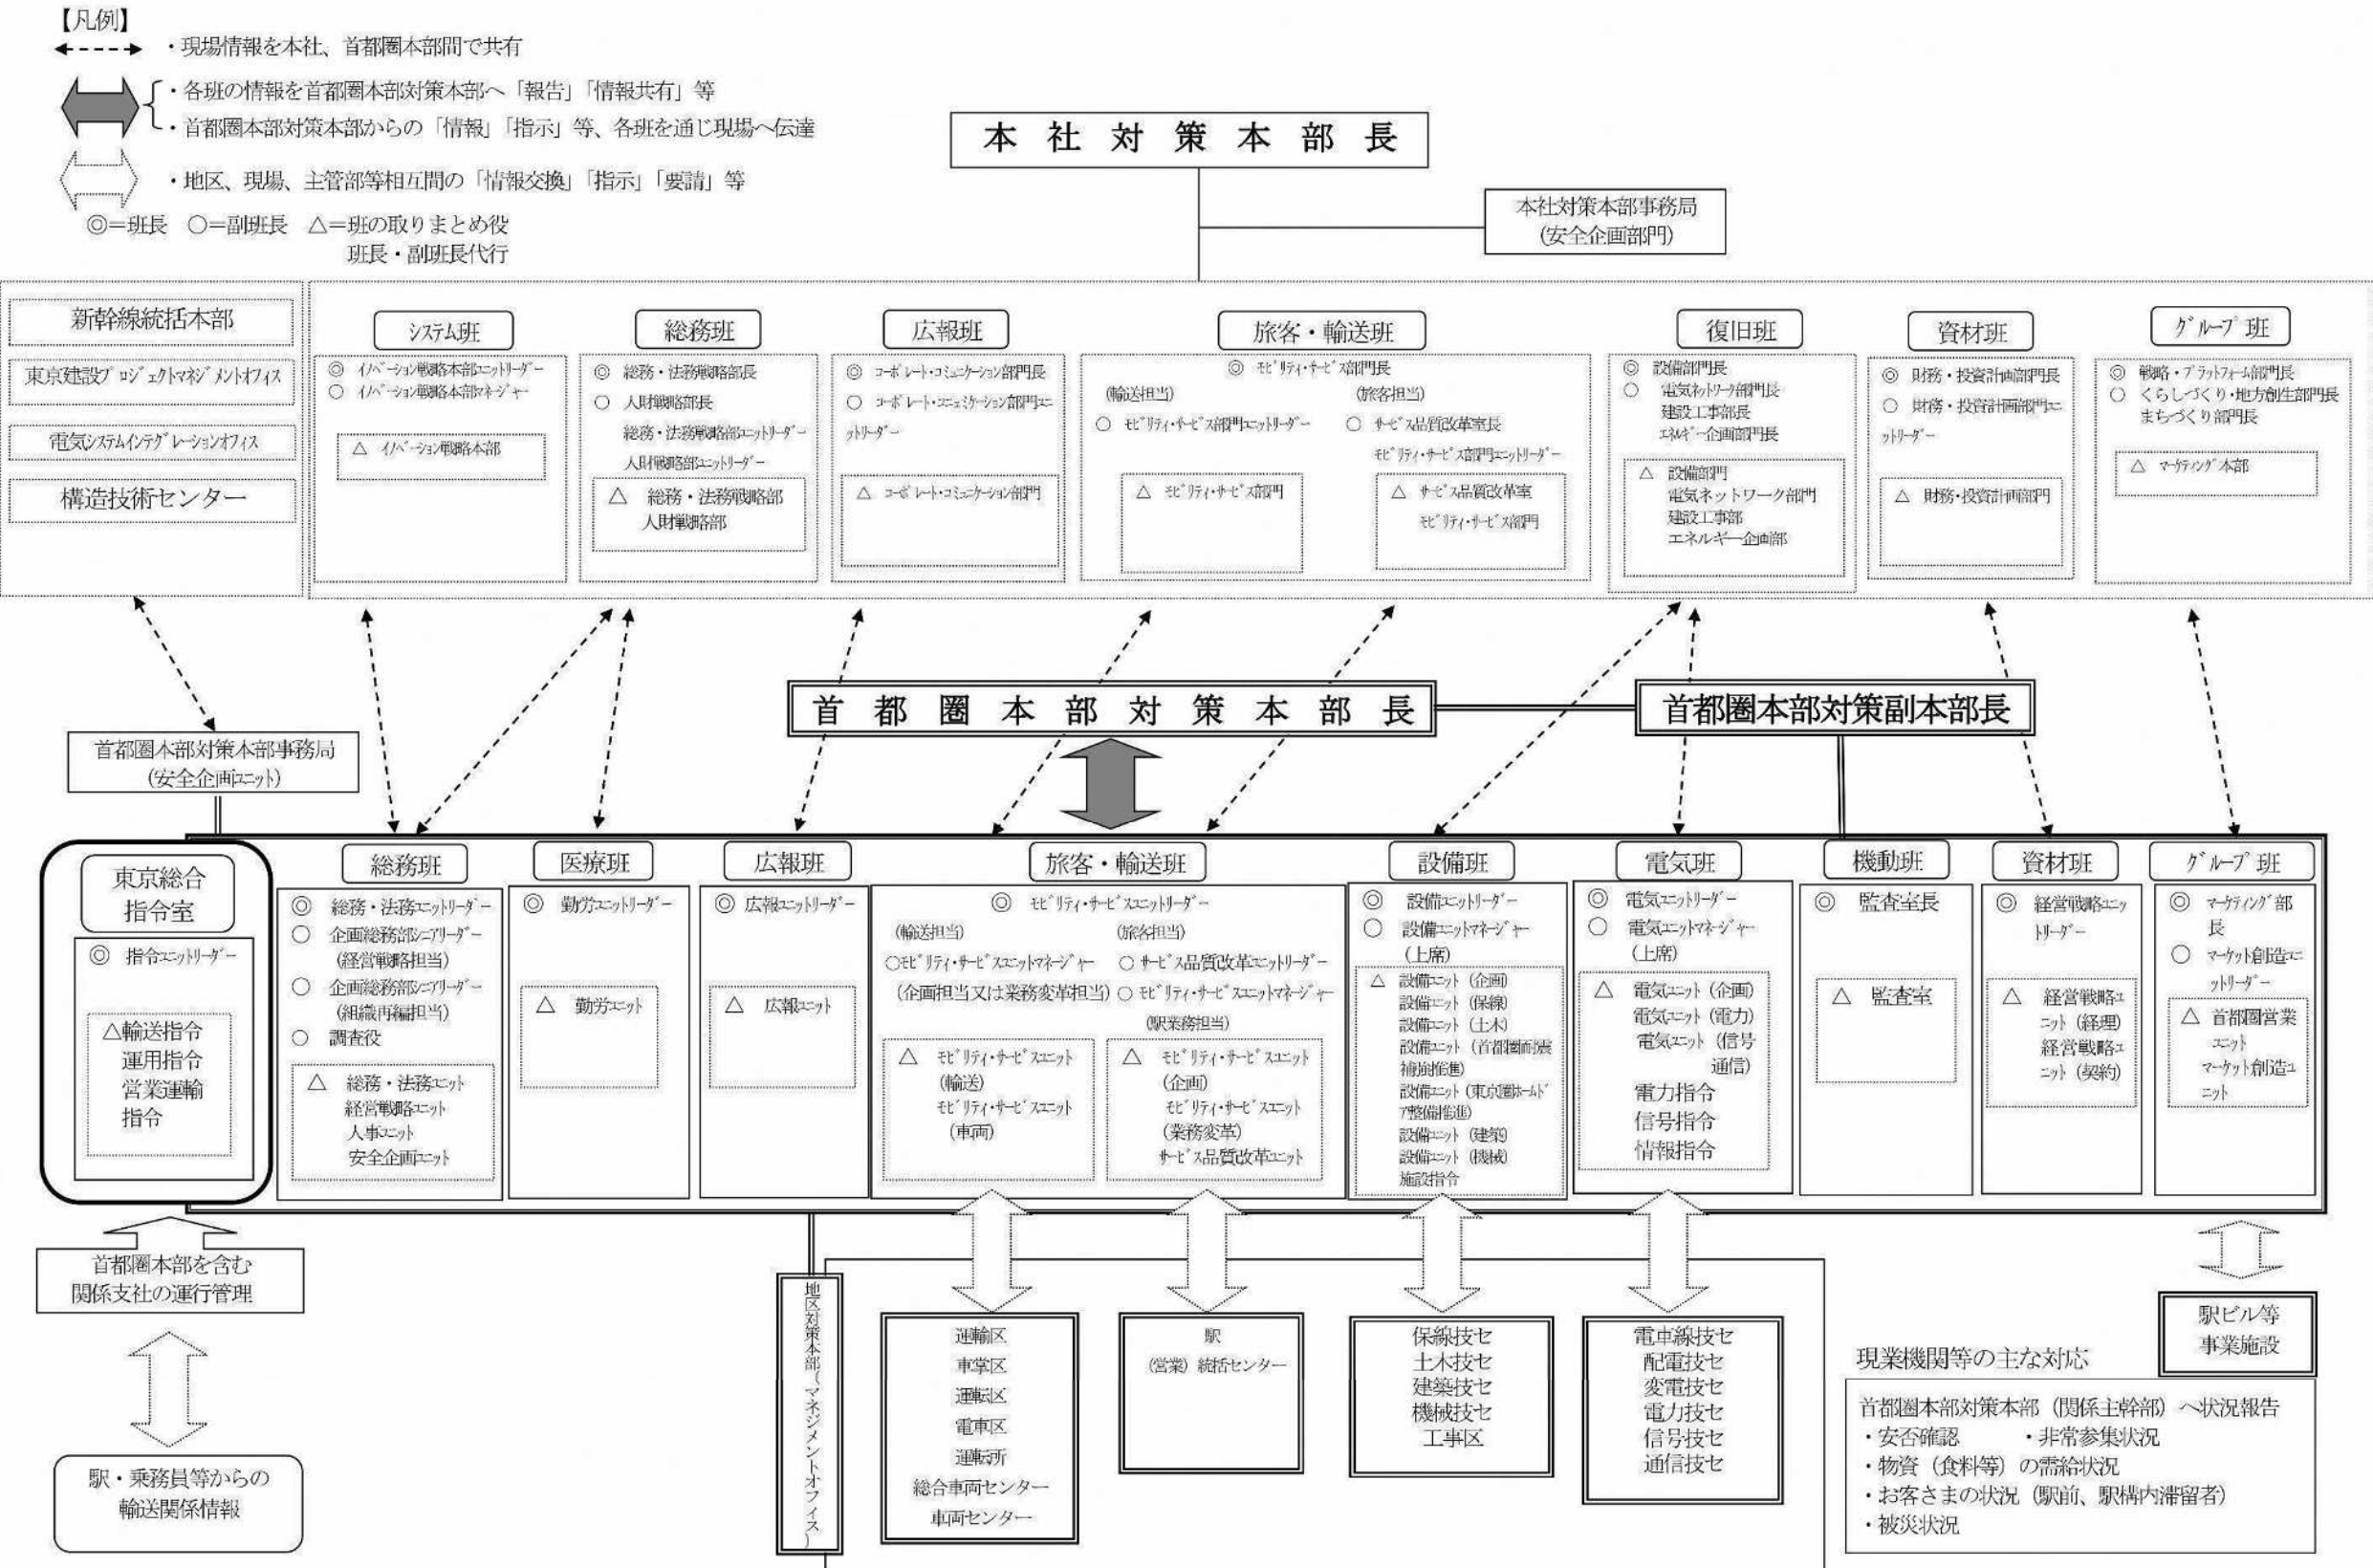 【凡例】
・現場情報を本社、首都圏本部間で共有
・各班の情報を首都圏本部対策本部へ「報告」「情報共有」等
・首都圏本部対策本部からの「情報」「指示」等、各班を通じ現場へ伝達
・地区、現場、主管部等相互間の「情報交換」「指示」「要請」等
◎＝班長 ○＝副班長 △＝班の取りまとめ役
班長・副班長代行
本社対策本部長
本社対策本部事務局
(安全企画部門)
新幹線統括本部
東京建設プロジェクトマネジメントオフィス
電気システムインテグレーションオフィス
構造技術センター
システム班
◎ イノベーション戦略本部ユニットリーダー
○ イノベーション戦略本部マネージャー
△ イノベーション戦略本部
総務班
◎ 総務・法務戦略部長
○ 人財戦略部長
総務・法務戦略部ユニットリーダー
人財戦略部ユニットリーダー
△ 総務・法務戦略部
人財戦略部
広報班
◎ コーポレート・コミュニケーション部門長
○ コーポレート・コミュニケーション部門ユニ
ットリーダー
△ コーポレート・コミュニケーション部門
旅客・輸送班
◎ モビリティ・サービス部門長
(輸送担当)
○ モビリティ・サービス部門ユニットリーダー
△ モビリティ・サービス部門
(旅客担当)
○ サービス品質改革室長
モビリティ・サービス部門ユニットリーダー
△ サービス品質改革室
モビリティ・サービス部門
復旧班
◎ 設備部門長
○ 電気ネットワーク部門長
建設工事部長
エネルギー企画部門長
△ 設備部門
電気ネットワーク部門
建設工事部
エネルギー企画部
資材班
◎ 財務・投資計画部門長
○ 財務・投資計画部門ユニ
ットリーダー
△ 財務・投資計画部門
グループ班
◎ 戦略・プラットフォーム部門長
○ くらしづくり・地方創生部門長
まちづくり部門長
△ マーケティング本部
首都圏本部対策本部長
首都圏本部対策副本部長
首都圏本部対策本部事務局
(安全企画ユニット)
東京総合
指令室
◎ 指令ユニットリーダー
△輸送指令
運用指令
営業運輸
指令
総務班
◎ 総務・法務ユニットリーダー
○ 企画総務部シニアリーダー
(経営戦略担当)
○ 企画総務部シニアリーダー
(組織再編担当)
○ 調査役
△ 総務・法務ユニット
経営戦略ユニット
人事ユニット
安全企画ユニット
医療班
◎ 勤労ユニットリーダー
△ 勤労ユニット
広報班
◎ 広報ユニットリーダー
△ 広報ユニット
旅客・輸送班
◎ モビリティ・サービスユニットリーダー
(輸送担当)
○モビリティ・サービスユニットマネージャー
(企画担当又は業務変革担当)
△ モビリティ・サービスユニット
(輸送)
モビリティ・サービスユニット
(車両)
(旅客担当)
○ サービス品質改革ユニットリーダー
○ モビリティ・サービスユニットマネージャー
(駅業務担当)
△ モビリティ・サービスユニット
(企画)
モビリティ・サービスユニット
(業務変革)
サービス品質改革ユニット
設備班
◎ 設備ユニットリーダー
○ 設備ユニットマネージャー
(上席)
△ 設備ユニット (企画)
設備ユニット (保線)
設備ユニット (土木)
設備ユニット (首都圏耐震
補強推進)
設備ユニット (東京圏ホームド
ア整備推進)
設備ユニット (建築)
設備ユニット (機械)
施設指令
電気班
◎ 電気ユニットリーダー
○ 電気ユニットマネージャー
(上席)
△ 電気ユニット (企画)
電気ユニット (電力)
電気ユニット (信号
通信)
電力指令
信号指令
情報指令
機動班
◎ 監査室長
△ 監査室
資材班
◎ 経営戦略ユニッ
トリーダー
△ 経営戦略ユ
ニット (経理)
経営戦略ユ
ニット (契約)
グループ班
◎ マーケティング部
長
○ マーケット創造ユニ
ットリーダー
△ 首都圏営業
ユニット
マーケット創造ユ
ニット
首都圏本部を含む
関係支社の運行管理
駅・乗務員等からの
輸送関係情報
地区対策本部(マネジメントオフィス)
運輸区
車掌区
運転区
電車区
運転所
総合車両センター
車両センター
駅
(営業) 統括センター
保線技セ
土木技セ
建築技セ
機械技セ
工事区
電車線技セ
配電技セ
変電技セ
電力技セ
信号技セ
通信技セ
駅ビル等
事業施設
現業機関等の主な対応
首都圏本部対策本部（関係主幹部）へ状況報告
・安否確認 ・非常参集状況
・物資（食料等）の需給状況
・お客さまの状況（駅前、駅構内滞留者）
・被災状況